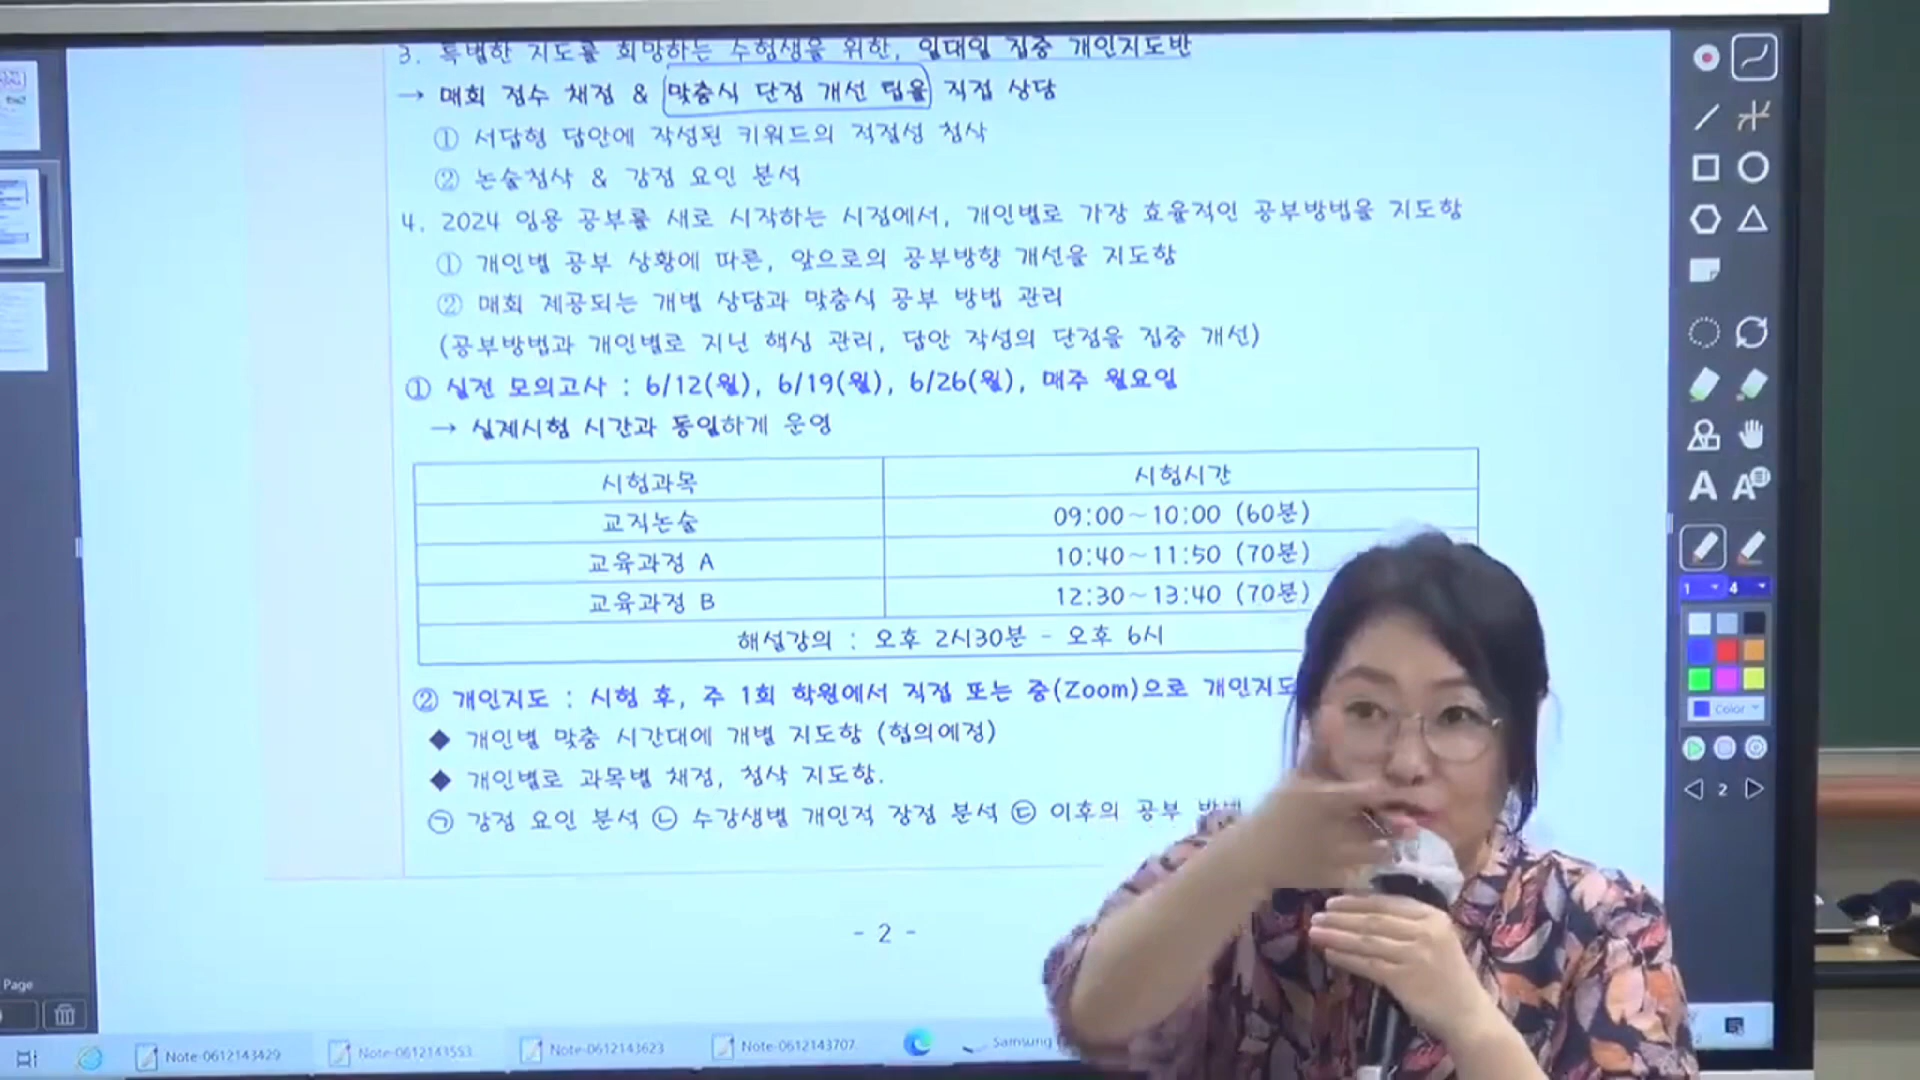 3. 특별한 지도를 희망하는 수험생을 위한, 일대일 집중 개인지도반
→ 매회 점수 채점 & 맞춤식 단점 개선 팁을 직접 상담
① 서답형 답안에 작성된 키워드의 적절성 첨삭
② 논술첨삭 & 감점 요인 분석
4. 2024 임용 공부를 새로 시작하는 시점에서, 개인별로 가장 효율적인 공부방법을 지도함
① 개인별 공부 상황에 따른, 앞으로의 공부방향 개선을 지도함
② 매회 제공되는 개별 상담과 맞춤식 공부 방법 관리
(공부방법과 개인별로 지닌 핵심 관리, 답안 작성의 단점을 집중 개선)
① 실전 모의고사 : 6/12(월), 6/19(월), 6/26(월), 매주 월요일
→ 실제시험 시간과 동일하게 운영
시험과목 시험시간
교직논술 09:00~10:00 (60분)
교육과정 A 10:40~11:50 (70분)
교육과정 B 12:30~13:40 (70분)
해설강의 : 오후 2시30분 - 오후 6시
② 개인지도 : 시험 후, 주 1회 학원에서 직접 또는 줌(Zoom)으로 개인지도
◆ 개인별 맞춤 시간대에 개별 지도함 (협의예정)
◆ 개인별로 과목별 채점, 첨삭 지도함.
㉠ 감점 요인 분석 ㉡ 수강생별 개인적 장점 분석 ㉢ 이후의 공부 방법
- 2 -
Page
1 4
Color
2
Note-0612143429 Note-0612143553 Note-0612143623 Note-0612143707 Samsung